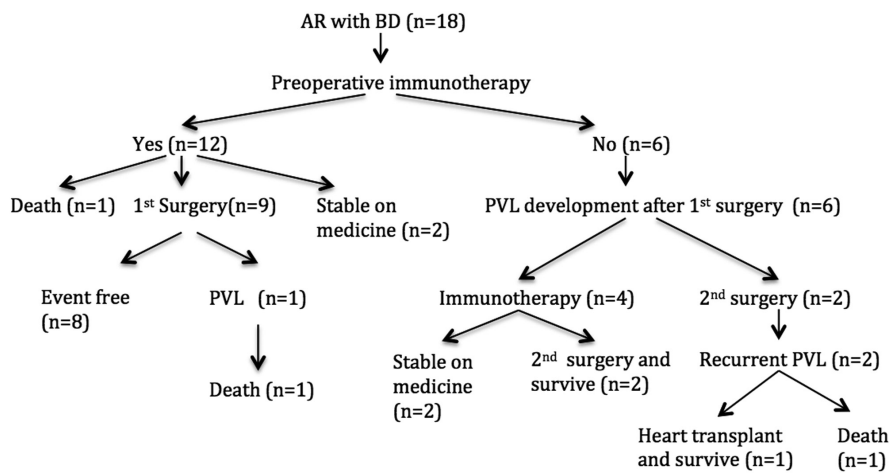 AR with BD (n=18)
Preoperative immunotherapy
Yes (n=12)
No (n=6)
Death (n=1)
1st Surgery(n=9)
Stable on
medicine (n=2)
PVL development after 1st surgery (n=6)
Event free
(n=8)
PVL (n=1)
Immunotherapy (n=4)
2nd surgery (n=2)
Death (n=1)
Stable on
medicine
(n=2)
2nd surgery and
survive (n=2)
Recurrent PVL (n=2)
Heart transplant
and survive (n=1)
Death
(n=1)